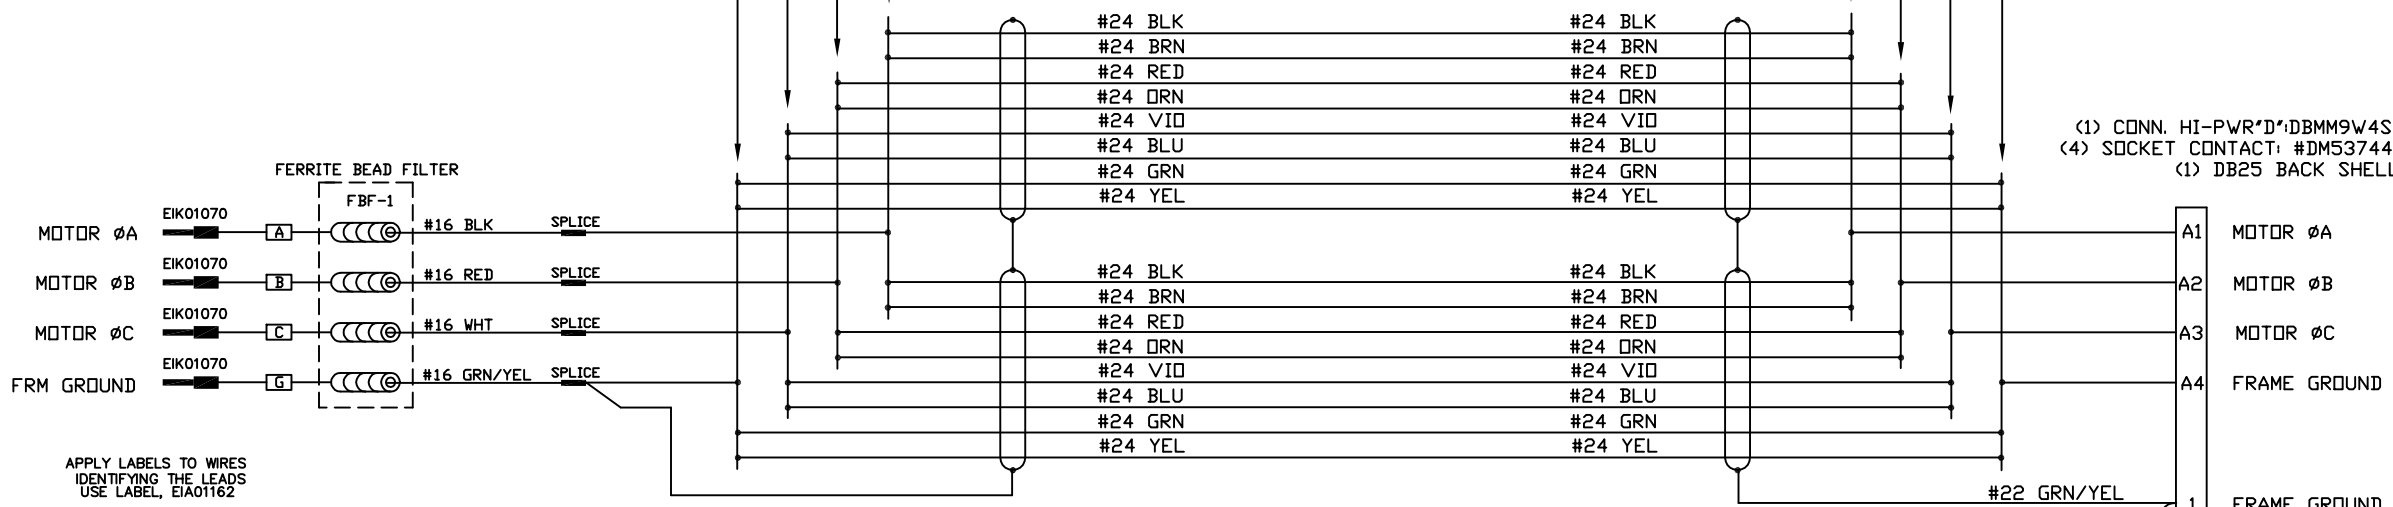 #24 BLK #24 BLK
#24 BRN #24 BRN
#24 RED #24 RED
#24 ORN #24 ORN
#24 VIO #24 VIO
#24 BLU #24 BLU
#24 GRN #24 GRN
#24 YEL #24 YEL
(1) CONN. HI-PWR"D":DBMM9W4S
(4) SOCKET CONTACT: #DM53744
(1) DB25 BACK SHELL
FERRITE BEAD FILTER
FBF-1
MOTOR ØA EIK01070 A #16 BLK SPLICE
MOTOR ØB EIK01070 B #16 RED SPLICE
MOTOR ØC EIK01070 C #16 WHT SPLICE
FRM GROUND EIK01070 G #16 GRN/YEL SPLICE
A1 MOTOR ØA
A2 MOTOR ØB
A3 MOTOR ØC
A4 FRAME GROUND
#24 BLK #24 BLK
#24 BRN #24 BRN
#24 RED #24 RED
#24 ORN #24 ORN
#24 VIO #24 VIO
#24 BLU #24 BLU
#24 GRN #24 GRN
#24 YEL #24 YEL
APPLY LABELS TO WIRES
IDENTIFYING THE LEADS
USE LABEL, EIA01162
#22 GRN/YEL 1 FRAME GROUND